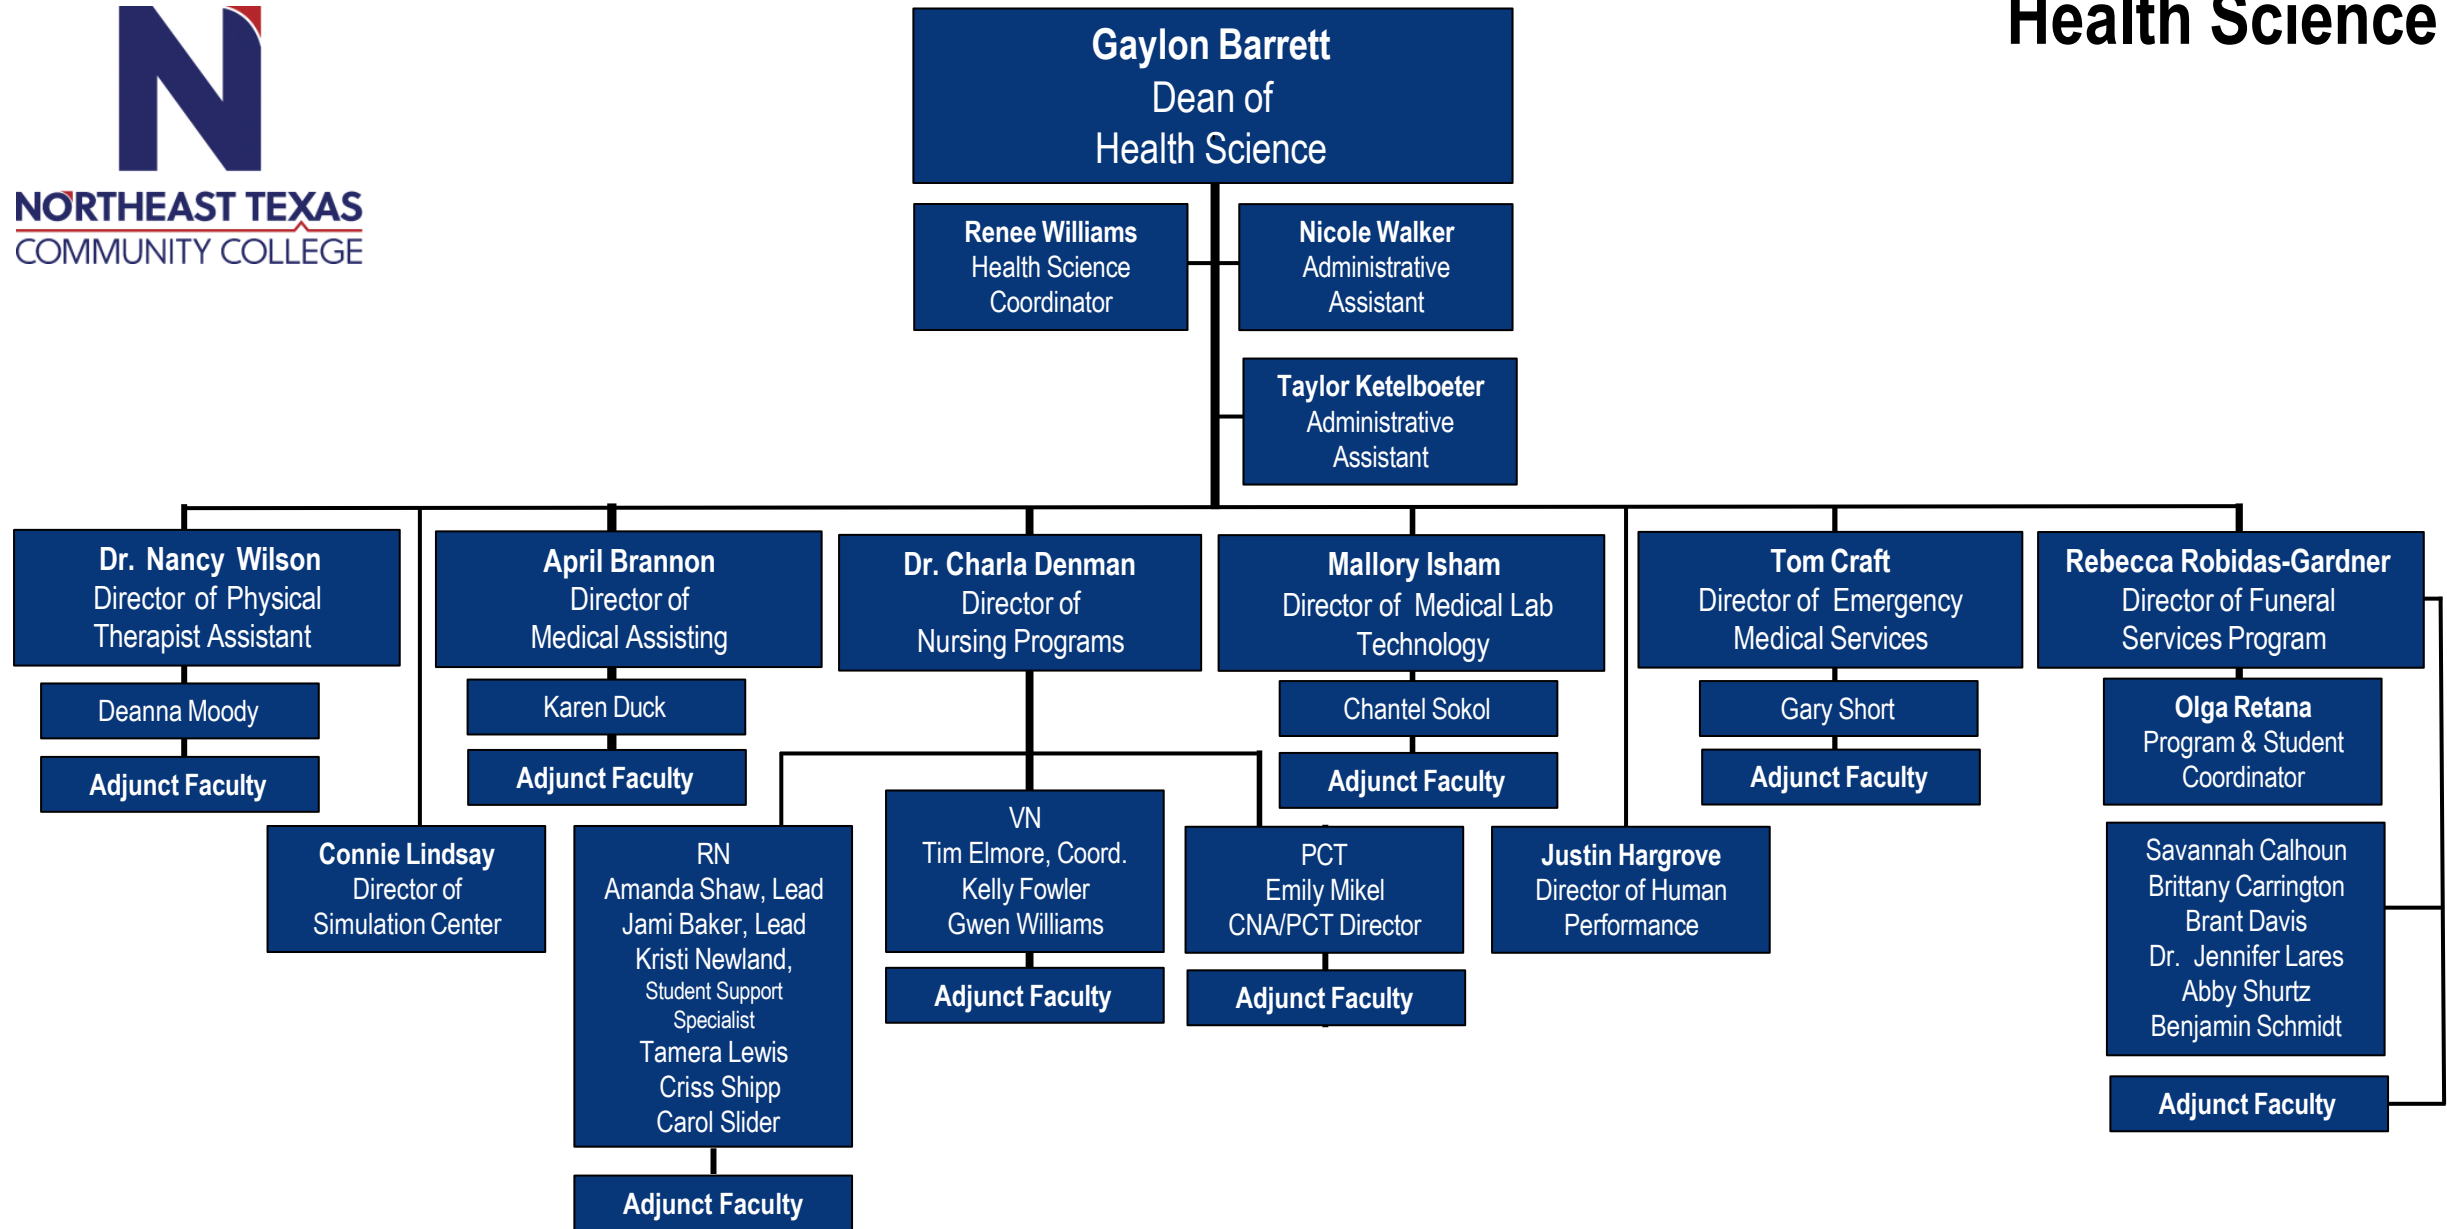 Health Science
NORTHEAST TEXAS
COMMUNITY COLLEGE
Gaylon Barrett
Dean of
Health Science
Renee Williams
Health Science
Coordinator
Nicole Walker
Administrative
Assistant
Taylor Ketelboeter
Administrative
Assistant
Dr. Nancy Wilson
Director of Physical
Therapist Assistant
Deanna Moody
Adjunct Faculty
Connie Lindsay
Director of
Simulation Center
April Brannon
Director of
Medical Assisting
Karen Duck
Adjunct Faculty
Dr. Charla Denman
Director of
Nursing Programs
RN
Amanda Shaw, Lead
Jami Baker, Lead
Kristi Newland,
Student Support
Specialist
Tamera Lewis
Criss Shipp
Carol Slider
Adjunct Faculty
VN
Tim Elmore, Coord.
Kelly Fowler
Gwen Williams
Adjunct Faculty
PCT
Emily Mikel
CNA/PCT Director
Adjunct Faculty
Mallory Isham
Director of Medical Lab
Technology
Chantel Sokol
Adjunct Faculty
Justin Hargrove
Director of Human
Performance
Tom Craft
Director of Emergency
Medical Services
Gary Short
Adjunct Faculty
Rebecca Robidas-Gardner
Director of Funeral
Services Program
Olga Retana
Program & Student
Coordinator
Savannah Calhoun
Brittany Carrington
Brant Davis
Dr. Jennifer Lares
Abby Shurtz
Benjamin Schmidt
Adjunct Faculty